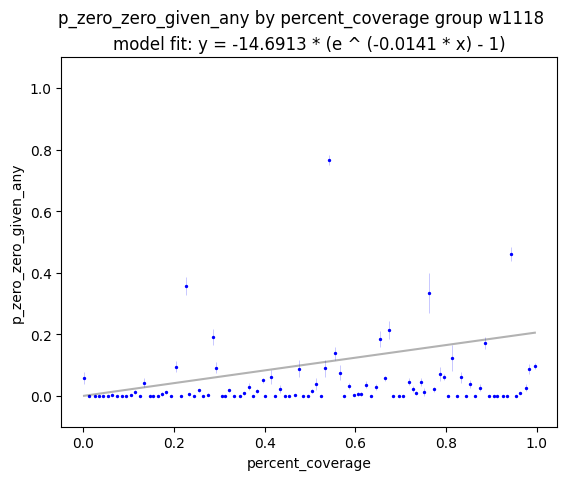 p_zero_zero_given_any by percent_coverage group w1118
model fit: y = -14.6913 * (e ^ (-0.0141 * x) - 1)
1.0
0.8
0.6
0.4
0.2
0.0
p_zero_zero_given_any
0.0 0.2 0.4 0.6 0.8 1.0
percent_coverage